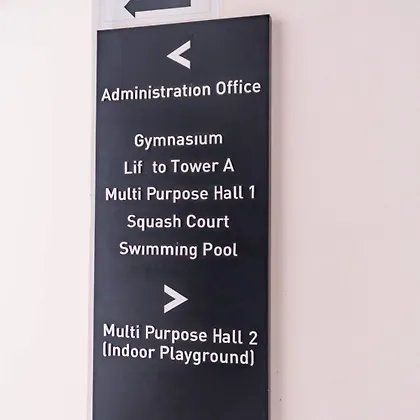 Administration Office
Gymnasium
Lif to Tower A
Multi Purpose Hall 1
Squash Court
Swimming Pool
Multi Purpose Hall 2
(Indoor Playground)